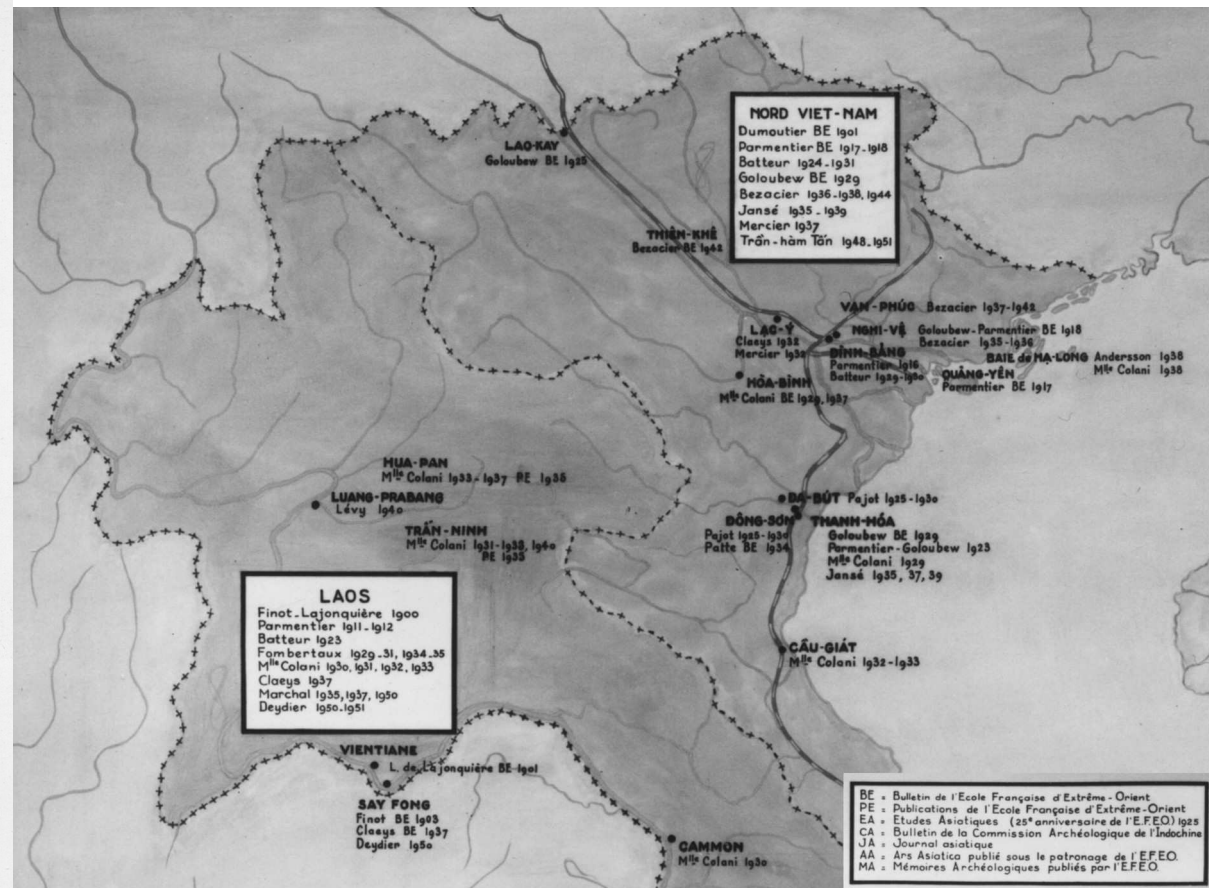 NORD VIET-NAM
Dumoutier BE 1901
Parmentier BE 1917-1918
Batteur 1924-1931
Goloubew BE 1929
Bezacier 1936-1938, 1944
Jansé 1935-1939
Mercier 1937
Trần-hàm Tấn 1948-1951
LAO-KAY
Goloubew BE 1925
THIÊN-KHÊ
Bezacier BE 1942
VẠN-PHÚC Bezacier 1937-1942
LẠC-Ý
Claeys 1932
Mercier 1932
NGHI-VỆ Goloubew-Parmentier BE 1918
Bezacier 1935-1936
ĐÌNH-BẢNG
Parmentier 1916
Batteur 1929-1930
BAIE de HẠ-LONG Andersson 1938
Mlle Colani 1938
QUẢNG-YÊN
Parmentier BE 1917
HÒA-BÌNH
Mlle Colani BE 1929, 1937
HUA-PAN
Mlle Colani 1933-1937 PE 1935
LUANG-PRABANG
Lévy 1940
TRẤN-NINH
Mlle Colani 1931-1938, 1940
PE 1933
ĐA-BÚT Pajot 1925-1930
ĐÔNG-SƠN
Pajot 1925-1930
Patte BE 1934
THANH-HÓA
Goloubew BE 1929
Parmentier-Goloubew 1923
Mlle Colani 1929
Jansé 1935, 37, 39
LAOS
Finot-Lajonquière 1900
Parmentier 1911-1912
Batteur 1923
Fombertaux 1929-31, 1934-35
Mlle Colani 1930, 1931, 1932, 1933
Claeys 1937
Marchal 1935, 1937, 1950
Deydier 1950-1951
CẦU-GIÁT
Mlle Colani 1932-1933
VIENTIANE
L. de Lajonquière BE 1901
SAY FONG
Finot BE 1903
Claeys BE 1937
Deydier 1950
CAMMON
Mlle Colani 1930
BE = Bulletin de l'Ecole Française d'Extrême-Orient
PE = Publications de l'Ecole Française d'Extrême-Orient
EA = Etudes Asiatiques (25e anniversaire de l'E.F.E.O.) 1925
CA = Bulletin de la Commission Archéologique de l'Indochine
JA = Journal asiatique
AA = Ars Asiatica publié sous le patronage de l'E.F.E.O.
MA = Mémoires Archéologiques publiés par l'E.F.E.O.